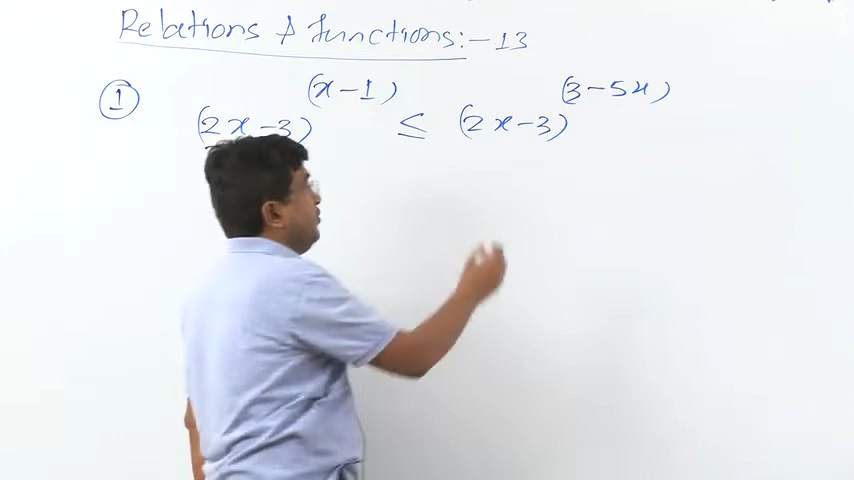 Relations & functions:- 13
① (2x-3)^(x-1) ≤ (2x-3)^(3-5x)